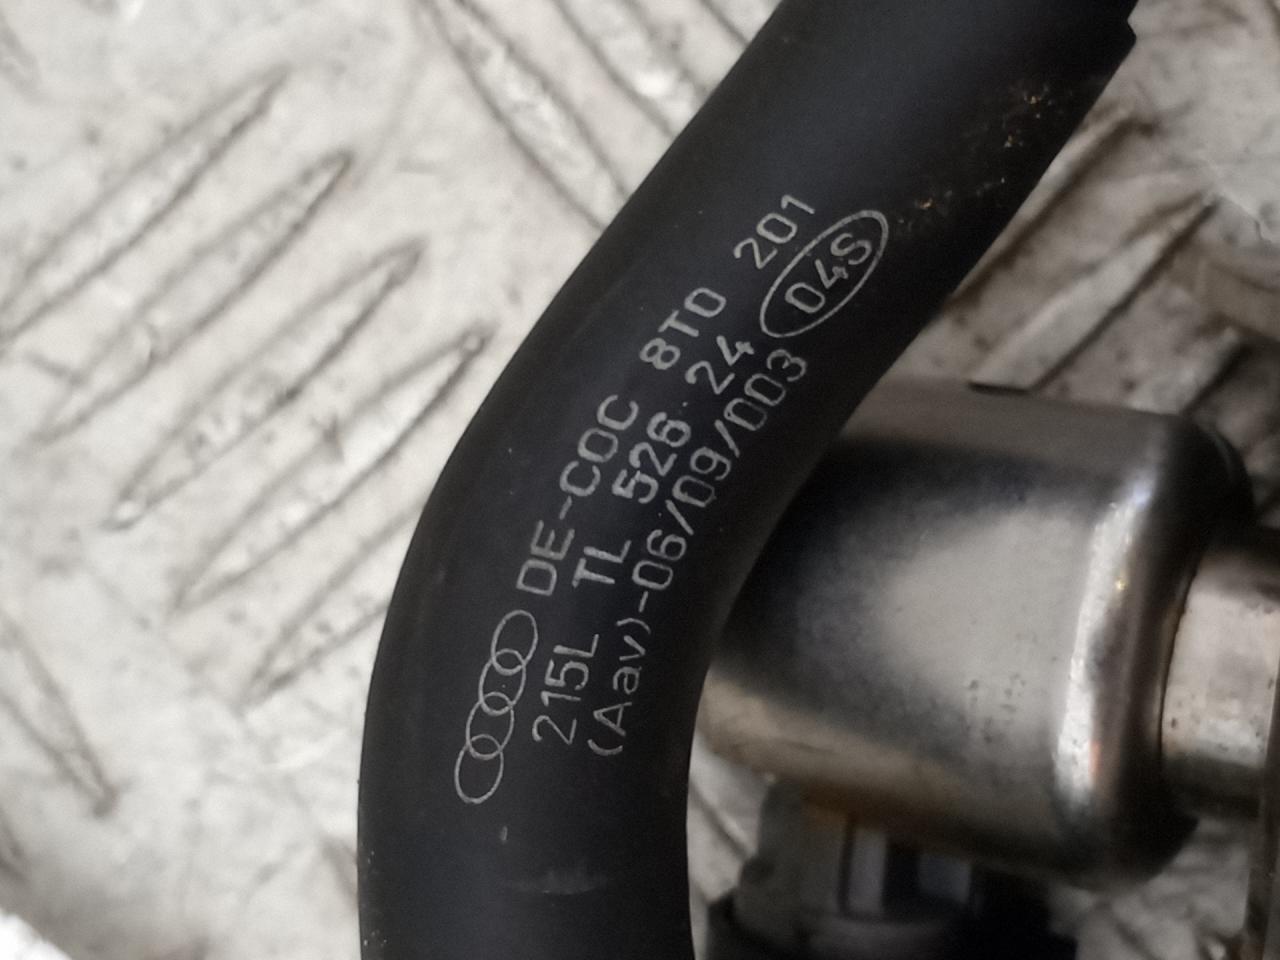 DE-COC 8T0 201
215L TL 526 24 04S
(Aav)-06/09/003